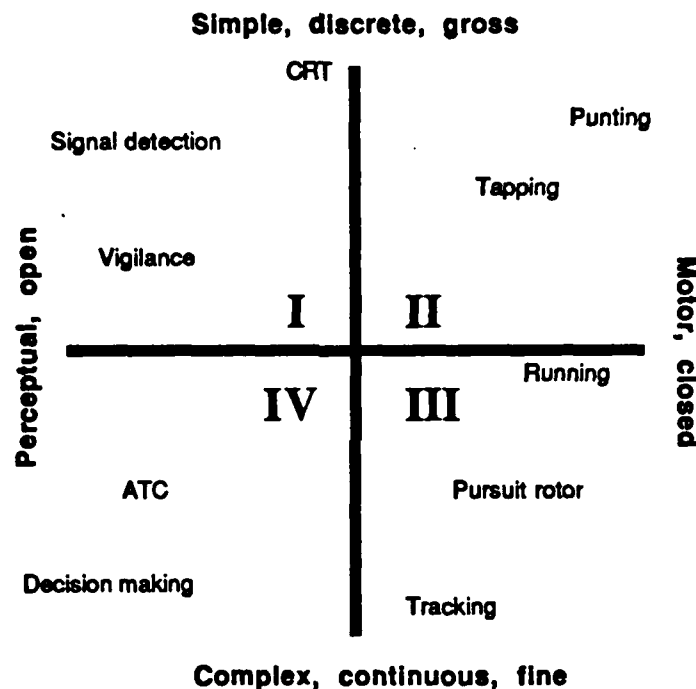 Simple, discrete, gross
CRT
Punting
Signal detection
Tapping
Vigilance
I
II
Perceptual, open
Motor, closed
Running
IV
III
ATC
Pursuit rotor
Decision making
Tracking
Complex, continuous, fine